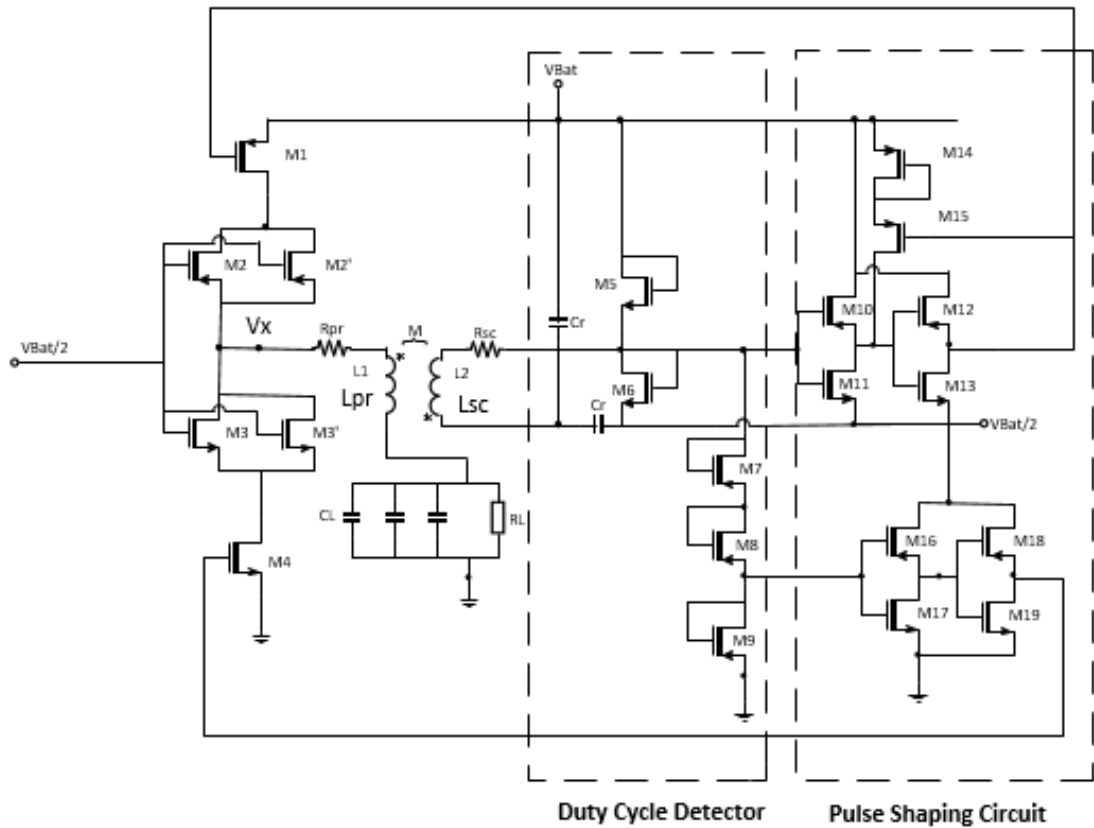 VBat
M1
M14
M15
M2
M2'
M5
M10
M12
Vx
Rpr
M
Rsc
Cr
VBat/2
L1
L2
Lpr
Lsc
M6
M11
M13
Cr
VBat/2
M3
M3'
M7
CL
RL
M8
M16
M18
M4
M17
M19
M9
Duty Cycle Detector
Pulse Shaping Circuit